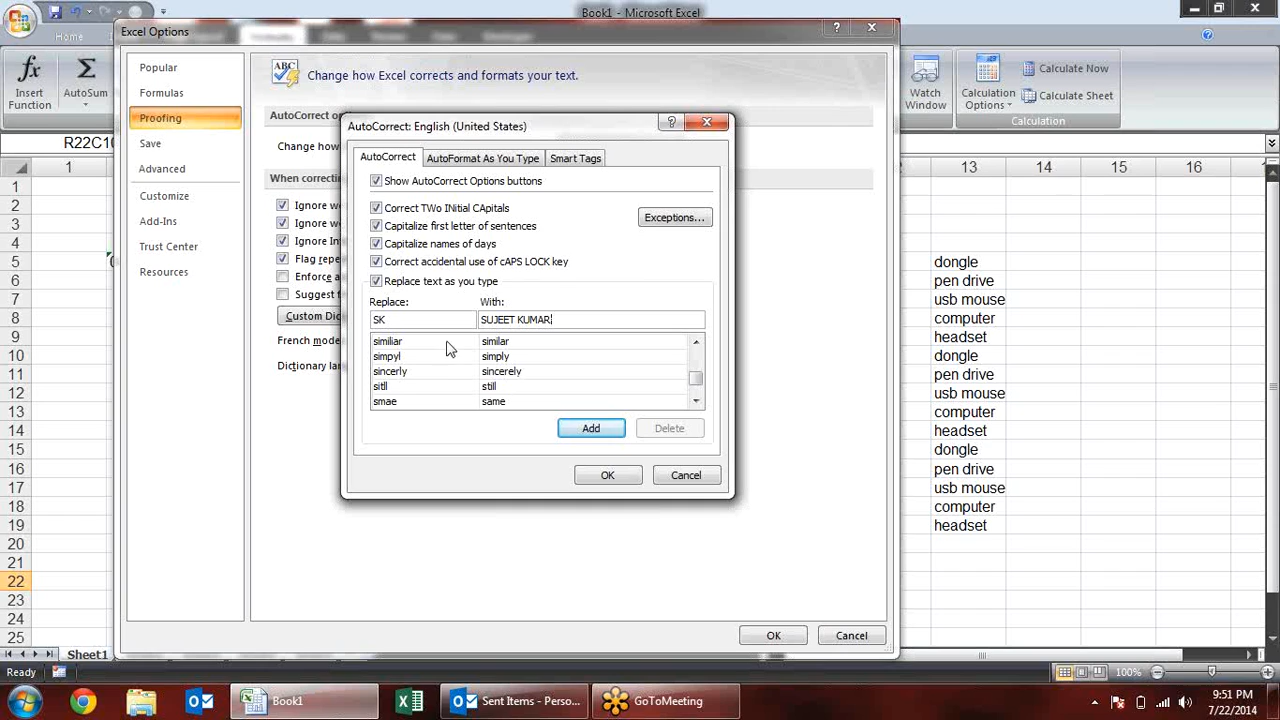 Book1 - Microsoft Excel
Home
Excel Options
Insert Function
AutoSum
Popular
Formulas
Proofing
Save
Advanced
Customize
Add-Ins
Trust Center
Resources
ABC
Change how Excel corrects and formats your text.
AutoCorrect op
Change how
When correctin
Ignore w
Ignore w
Ignore In
Flag repe
Enforce a
Suggest f
Custom Dic
French mode
Dictionary lan
AutoCorrect: English (United States)
AutoCorrect
AutoFormat As You Type
Smart Tags
Show AutoCorrect Options buttons
Correct TWo INitial CApitals
Exceptions...
Capitalize first letter of sentences
Capitalize names of days
Correct accidental use of cAPS LOCK key
Replace text as you type
Replace:
With:
SK
SUJEET KUMAR
similiar similar
simpyl simply
sincerly sincerely
sitll still
smae same
Add
Delete
OK
Cancel
OK
Cancel
Watch Window
Calculation Options
Calculate Now
Calculate Sheet
Calculation
R22C10
1
13
14
15
16
1
2
3
4
5 dongle
6 pen drive
7 usb mouse
8 computer
9 headset
10 dongle
11 pen drive
12 usb mouse
13 computer
14 headset
15 dongle
16 pen drive
17 usb mouse
18 computer
19 headset
20
21
22
23
24
25
Sheet1
Ready
100%
Book1
Sent Items - Perso...
GoToMeeting
9:51 PM
7/22/2014